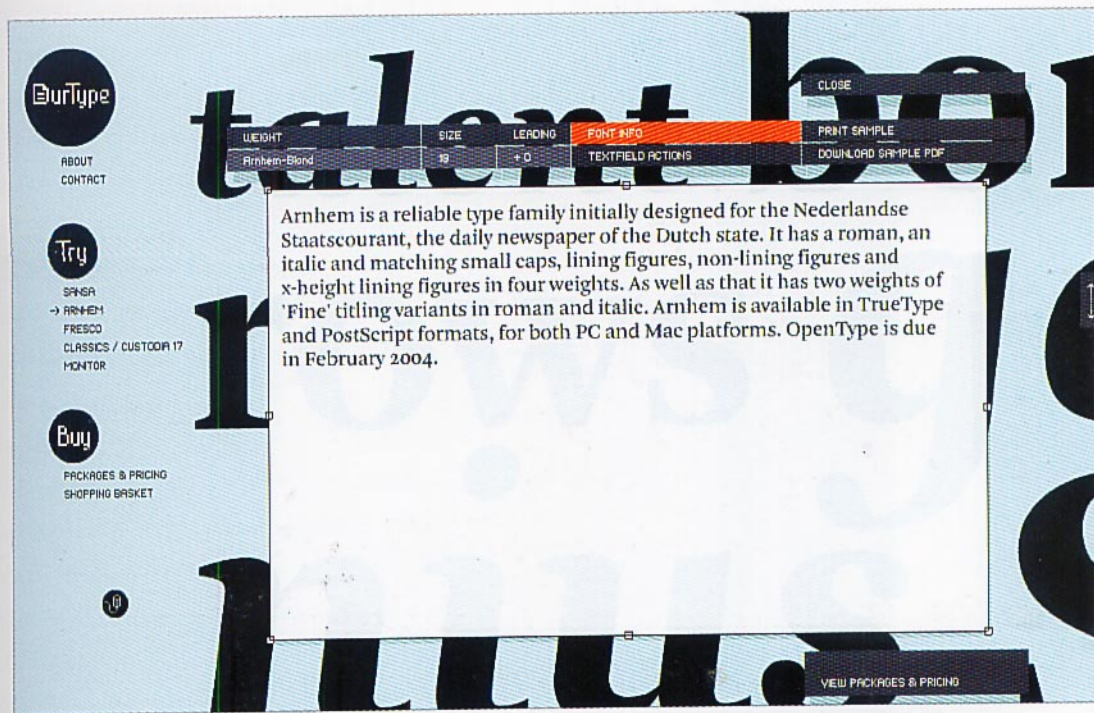 OurType
ABOUT
CONTACT
Try
SANSA
→ ARNHEM
FRESCO
CLASSICS / CUSTODIA 17
MONITOR
Buy
PACKAGES & PRICING
SHOPPING BASKET
talent
CLOSE
WEIGHT SIZE LEADING FONT INFO PRINT SAMPLE
Arnhem-Blond 19 + 0 TEXTFIELD ACTIONS DOWNLOAD SAMPLE PDF
Arnhem is a reliable type family initially designed for the Nederlandse
Staatscourant, the daily newspaper of the Dutch state. It has a roman, an
italic and matching small caps, lining figures, non-lining figures and
x-height lining figures in four weights. As well as that it has two weights of
'Fine' titling variants in roman and italic. Arnhem is available in TrueType
and PostScript formats, for both PC and Mac platforms. OpenType is due
in February 2004.
VIEW PACKAGES & PRICING